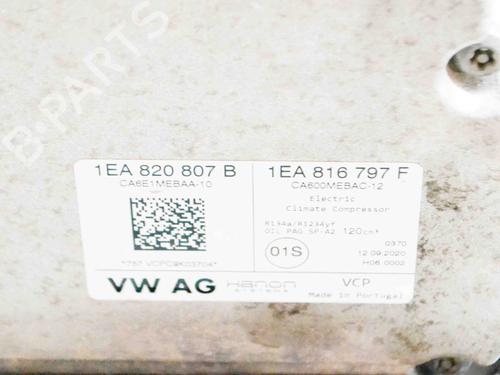 B-PARTS
1EA 820 807 B
CA6E1MEBAA-10
1EA 816 797 F
CA600MEBAC-12
Electric
Climate Compressor
R134a/R1234yf
OIL PAG SP-A2 120cm³
01S
0370
12.09.2020
H06 0002
VW AG
Hanon
SYSTEMS
VCP
Made in Portugal